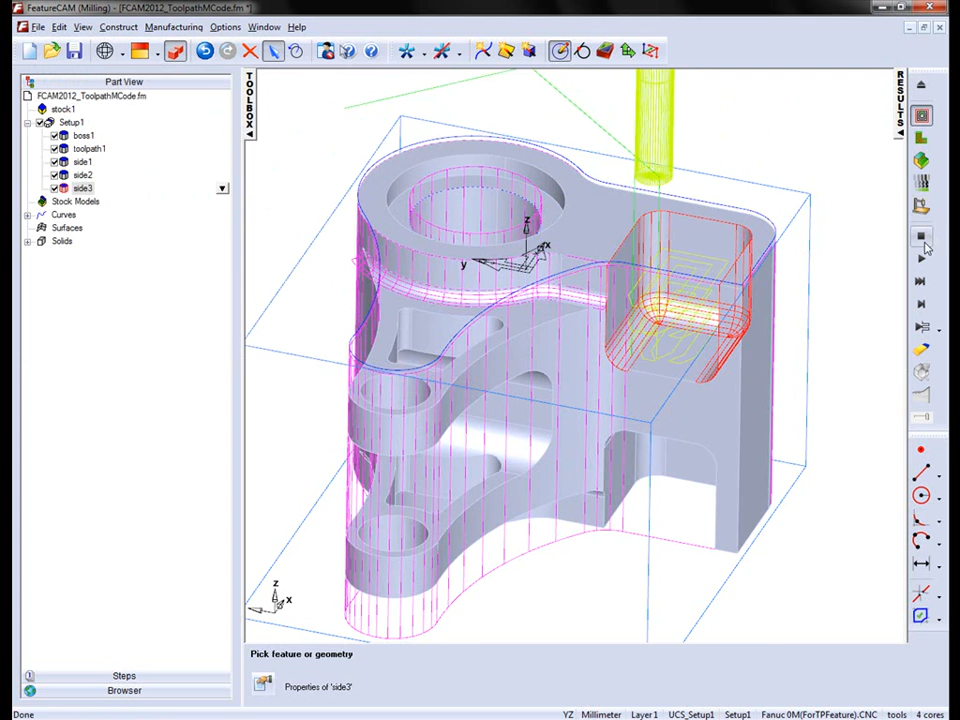 FeatureCAM (Milling) - [FCAM2012_ToolpathMCode.fm *]
File Edit View Construct Manufacturing Options Window Help
Part View
FCAM2012_ToolpathMCode.fm
stock1
Setup1
boss1
toolpath1
side1
side2
side3
Stock Models
Curves
Surfaces
Solids
Steps
Browser
TOOLBOX
RESULTS
z
x
y
z
x
Pick feature or geometry
Properties of 'side3'
Done YZ Millimeter Layer1 UCS_Setup1 Setup1 Fanuc 0M(ForTPFeature).CNC tools 4 cores